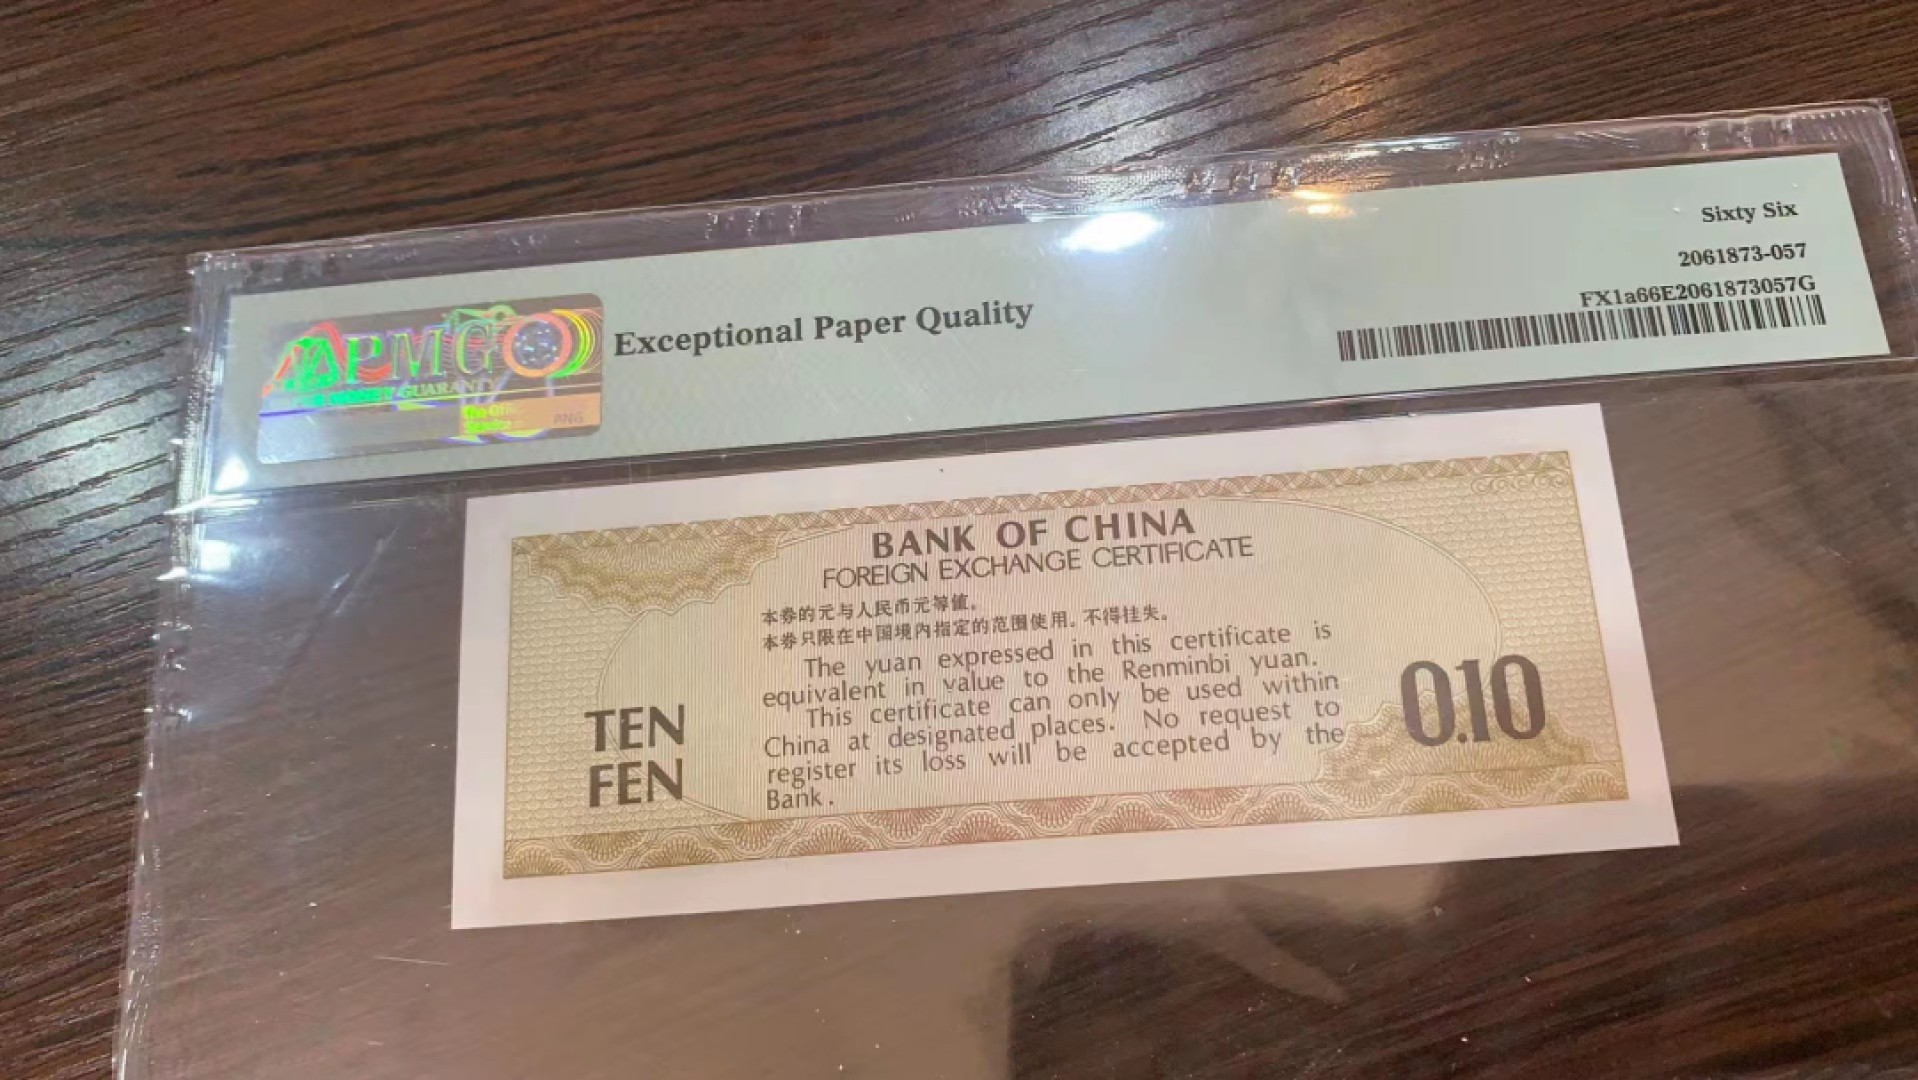 Sixty Six
2061873-057
FX1a66E2061873057G
PMG
MONEY GUARANTY
PNG
Exceptional Paper Quality
BANK OF CHINA
FOREIGN EXCHANGE CERTIFICATE
本券的元与人民币元等值。
本券只限在中国境内指定的范围使用。不得挂失。
The yuan expressed in this certificate is
equivalent in value to the Renminbi yuan.
This certificate can only be used within
China at designated places. No request to
register its loss will be accepted by the
Bank.
TEN
FEN
0.10